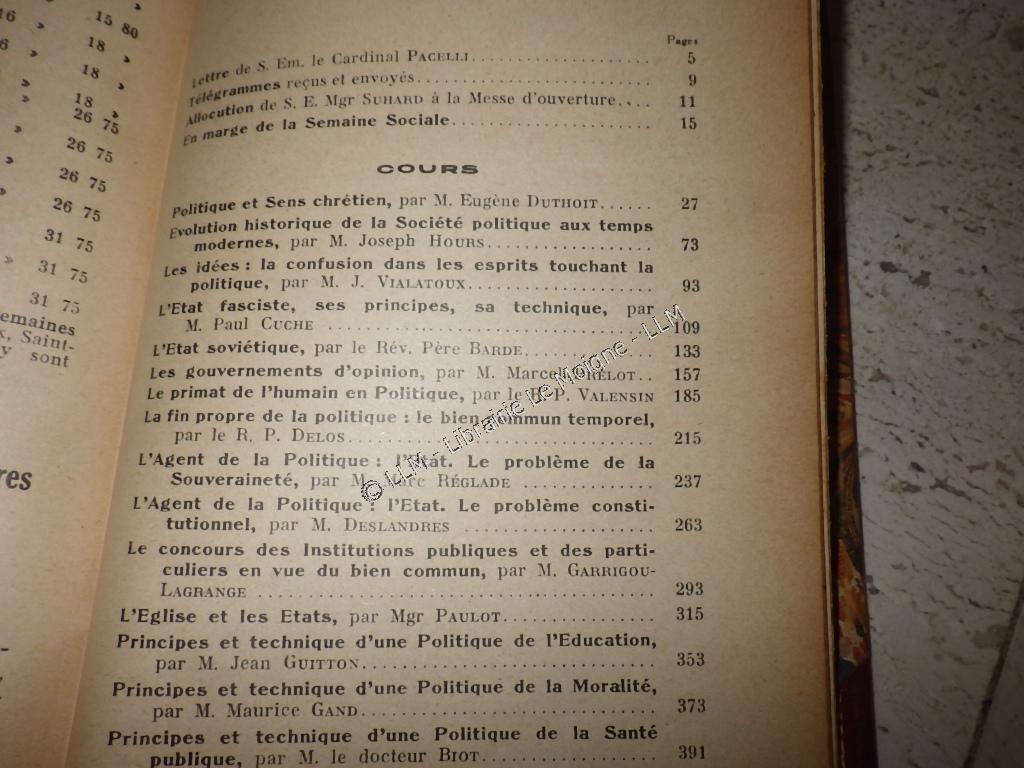 16 » 15 80
6 » 18 »
» 18 »
» 18 »
» 26 75
» 26 75
» 26 75
» 26 75
31 75
» 31 75
31 75
emaines
x, Saint-
y sont
res
Pages
Lettre de S. Em. le Cardinal PACELLI.................... 5
Télégrammes reçus et envoyés.......................... 9
Allocution de S. E. Mgr SUHARD à la Messe d'ouverture.... 11
En marge de la Semaine Sociale...................... 15
COURS
Politique et Sens chrétien, par M. Eugène DUTHOIT...... 27
Evolution historique de la Société politique aux temps
modernes, par M. Joseph HOURS.................. 73
Les idées : la confusion dans les esprits touchant la
politique, par M. J. VIALATOUX.................... 93
L'Etat fasciste, ses principes, sa technique, par
M. Paul CUCHE .................................... 109
L'Etat soviétique, par le Rév. Père BARDE.............. 133
Les gouvernements d'opinion, par M. Marcel PRÉLOT.. 157
Le primat de l'humain en Politique, par le R. P. VALENSIN 185
La fin propre de la politique : le bien commun temporel,
par le R. P. DELOS................................ 215
L'Agent de la Politique : l'Etat. Le problème de la
Souveraineté, par M. Marc RÉGLADE .............. 237
L'Agent de la Politique : l'Etat. Le problème consti-
tutionnel, par M. DESLANDRES .................... 263
Le concours des Institutions publiques et des parti-
culiers en vue du bien commun, par M. GARRIGOU-
LAGRANGE ........................................ 293
L'Eglise et les Etats, par Mgr PAULOT.................. 315
Principes et technique d'une Politique de l'Education,
par M. Jean GUITTON.............................. 353
Principes et technique d'une Politique de la Moralité,
par M. Maurice GAND.............................. 373
Principes et technique d'une Politique de la Santé
publique, par M. le docteur BIOT.................. 391
© LLM - Librairie Le Moigne - LLM